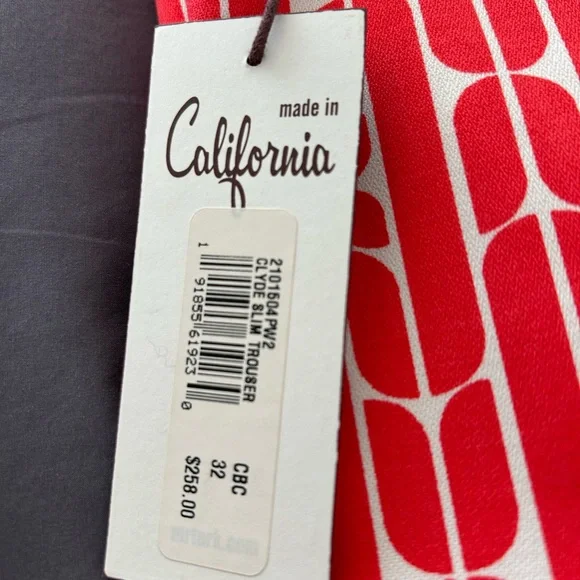 made in
California
2101504PW2
CLYDE SLIM TROUSER
1 91855 61923 0
CBC
32
$258.00